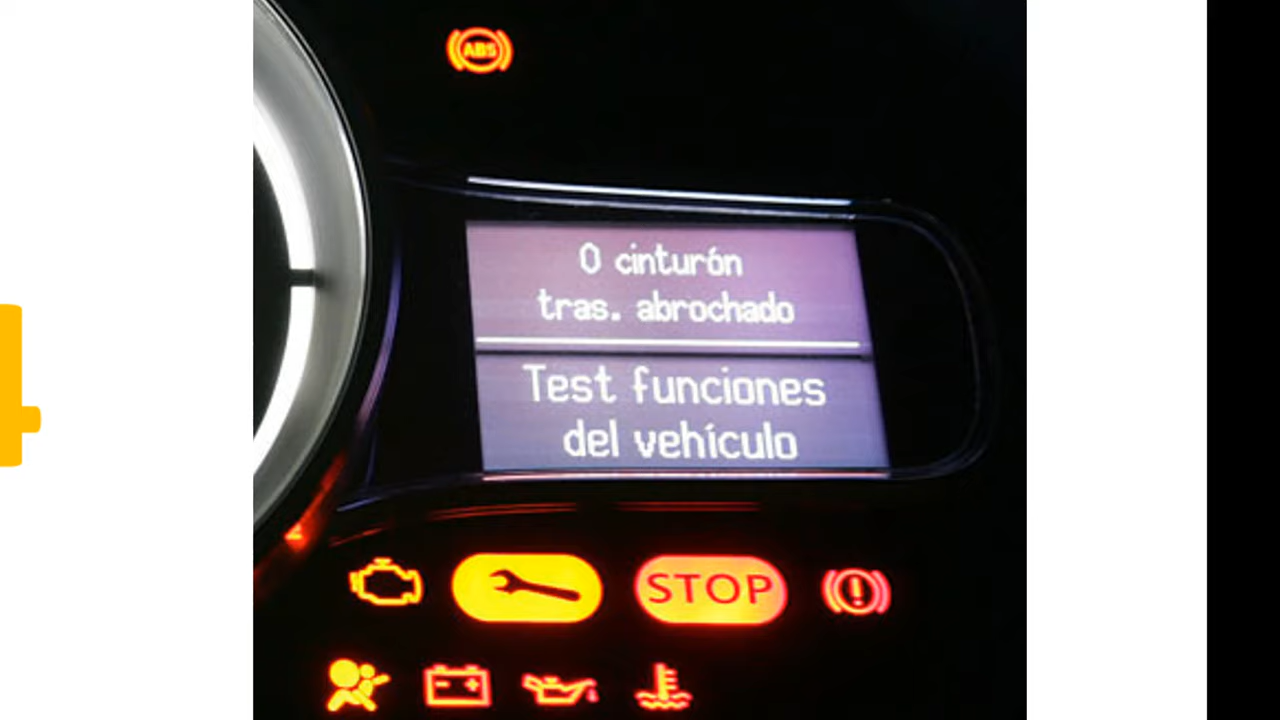 ABS
0 cinturón
tras. abrochado
Test funciones
del vehículo
STOP